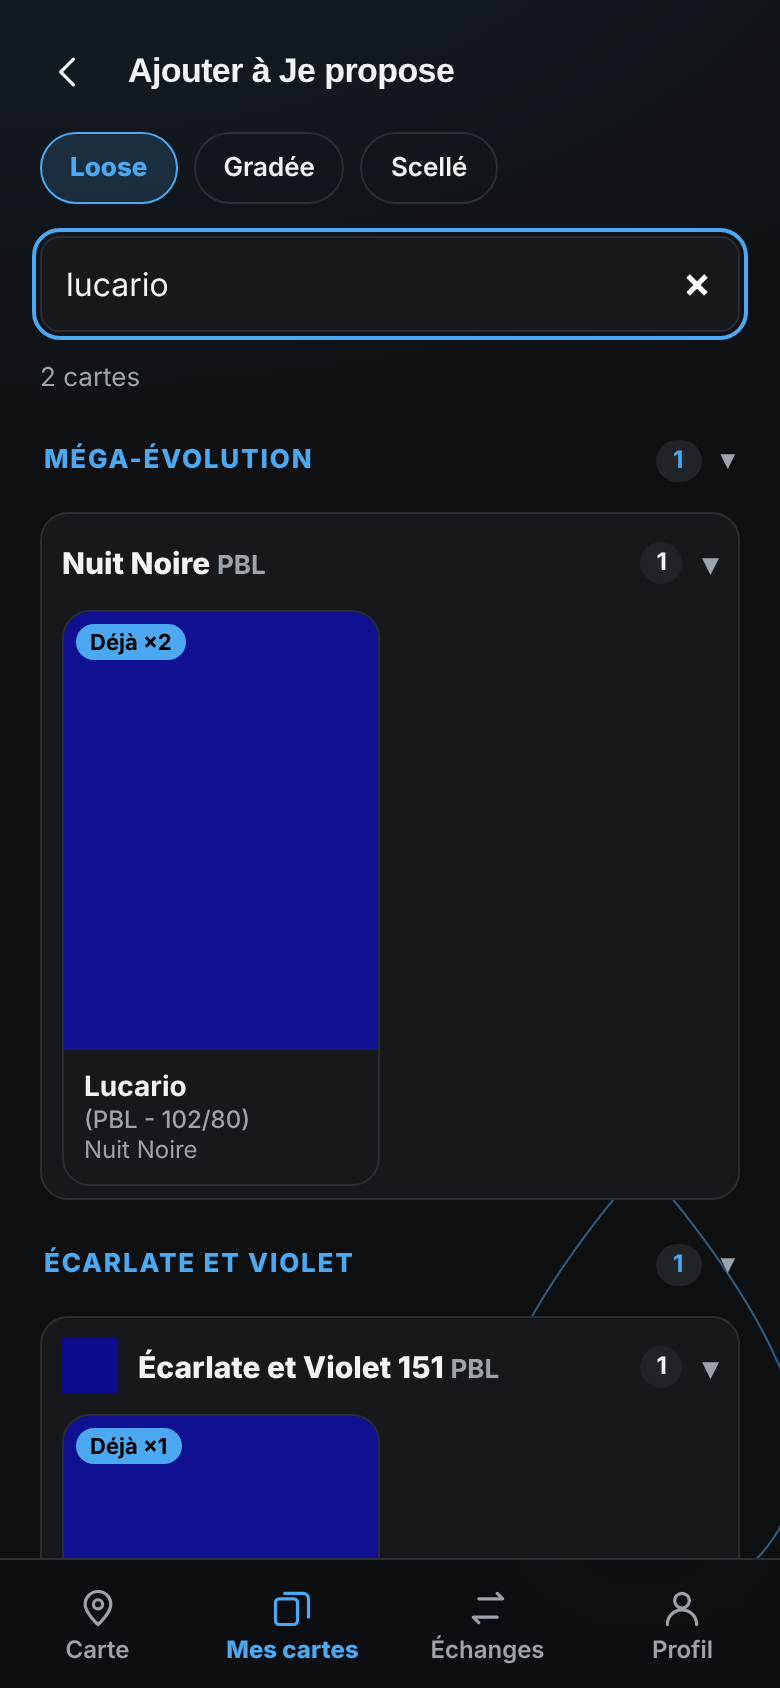 Ajouter à Je propose
Loose
Gradée
Scellé
lucario
2 cartes
MÉGA-ÉVOLUTION
1
Nuit Noire PBL
1
Déjà ×2
Lucario
(PBL - 102/80)
Nuit Noire
ÉCARLATE ET VIOLET
1
Écarlate et Violet 151 PBL
1
Déjà ×1
Carte
Mes cartes
Échanges
Profil